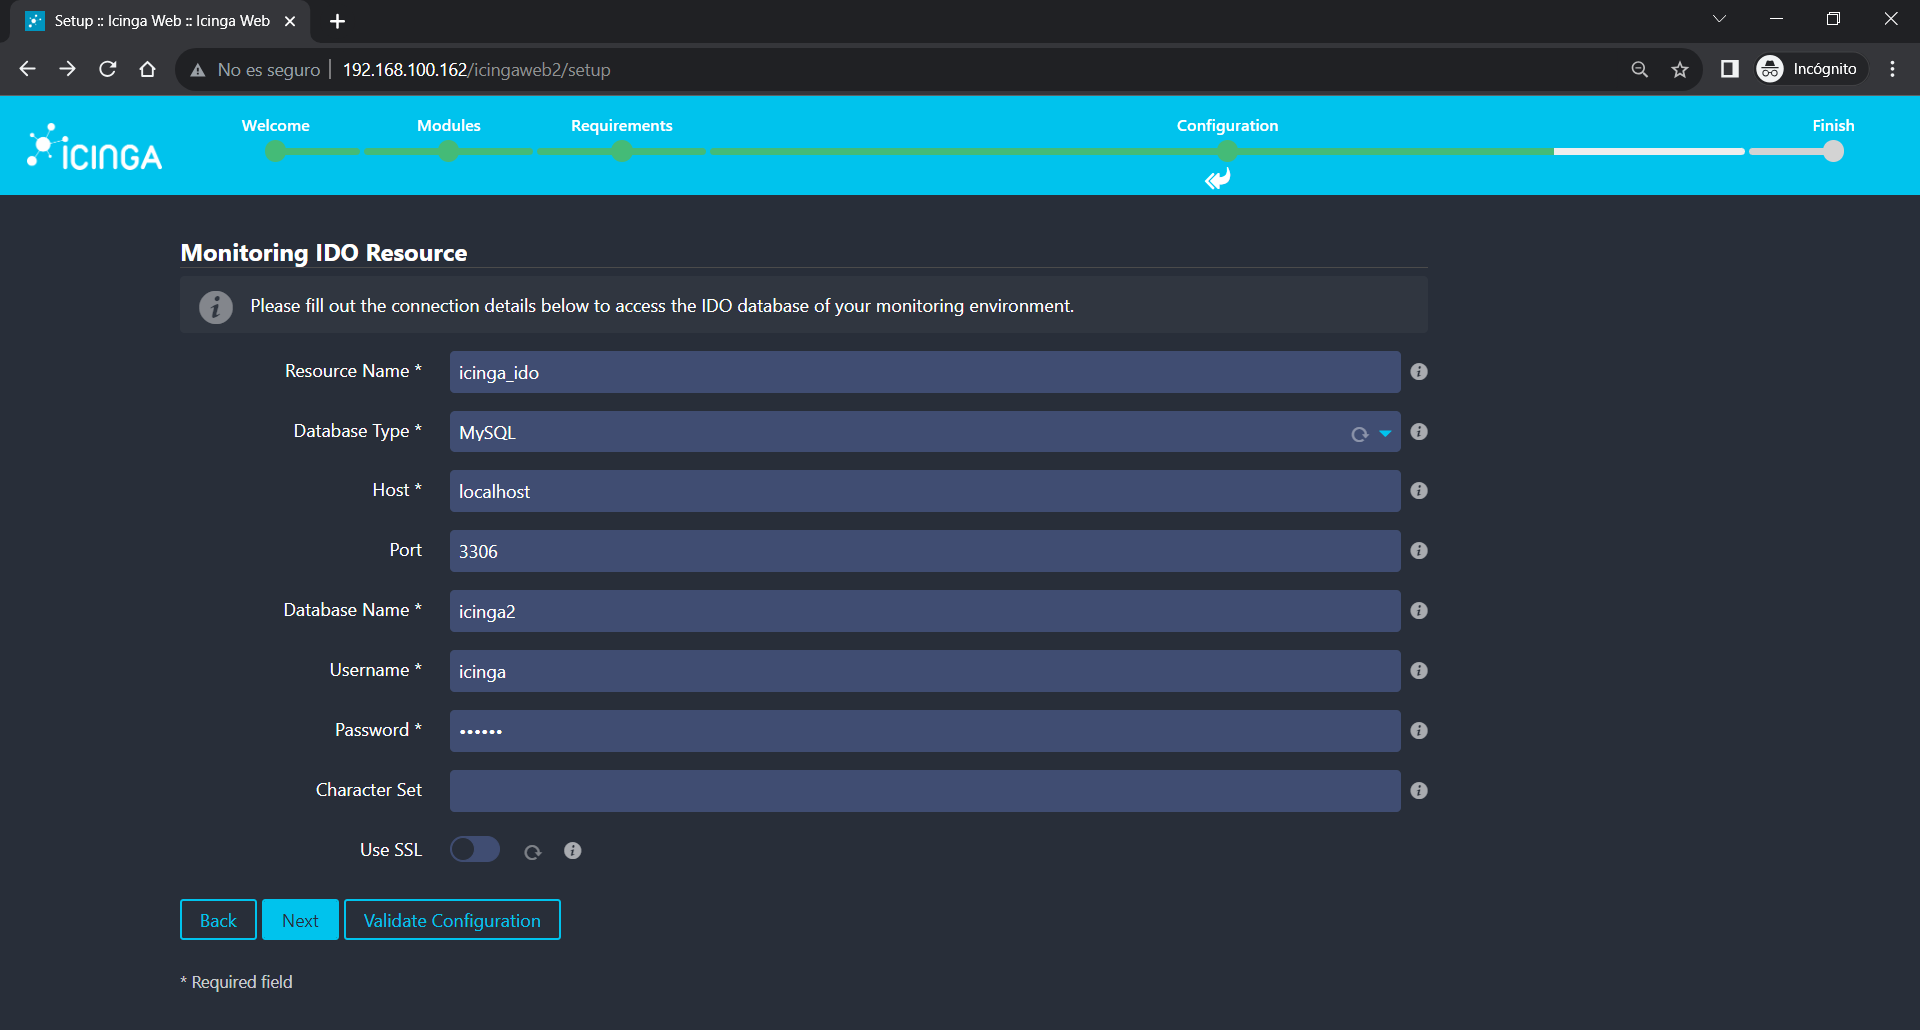 Setup :: Icinga Web :: Icinga Web
No es seguro 192.168.100.162/icingaweb2/setup Incógnito
ICINGA
Welcome Modules Requirements Configuration Finish
Monitoring IDO Resource
Please fill out the connection details below to access the IDO database of your monitoring environment.
Resource Name * icinga_ido
Database Type * MySQL
Host * localhost
Port 3306
Database Name * icinga2
Username * icinga
Password * ••••••
Character Set
Use SSL
Back Next Validate Configuration
* Required field